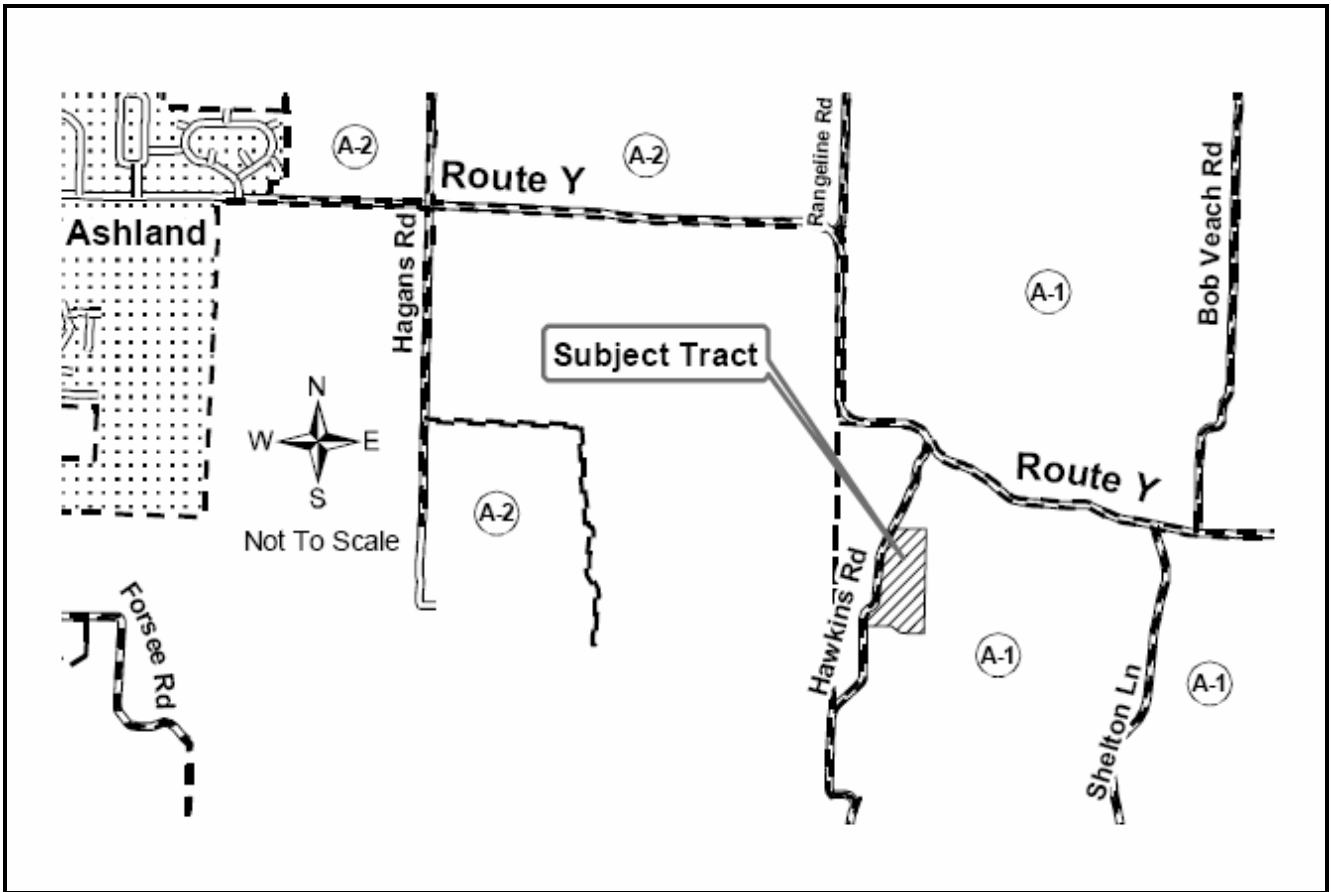 A-2
Route Y
A-2
Rangeline Rd
Bob Veach Rd
Ashland
Hagans Rd
A-1
Subject Tract
N
W
E
S
Not To Scale
A-2
Route Y
Hawkins Rd
Forsee Rd
A-1
A-1
Shelton Ln